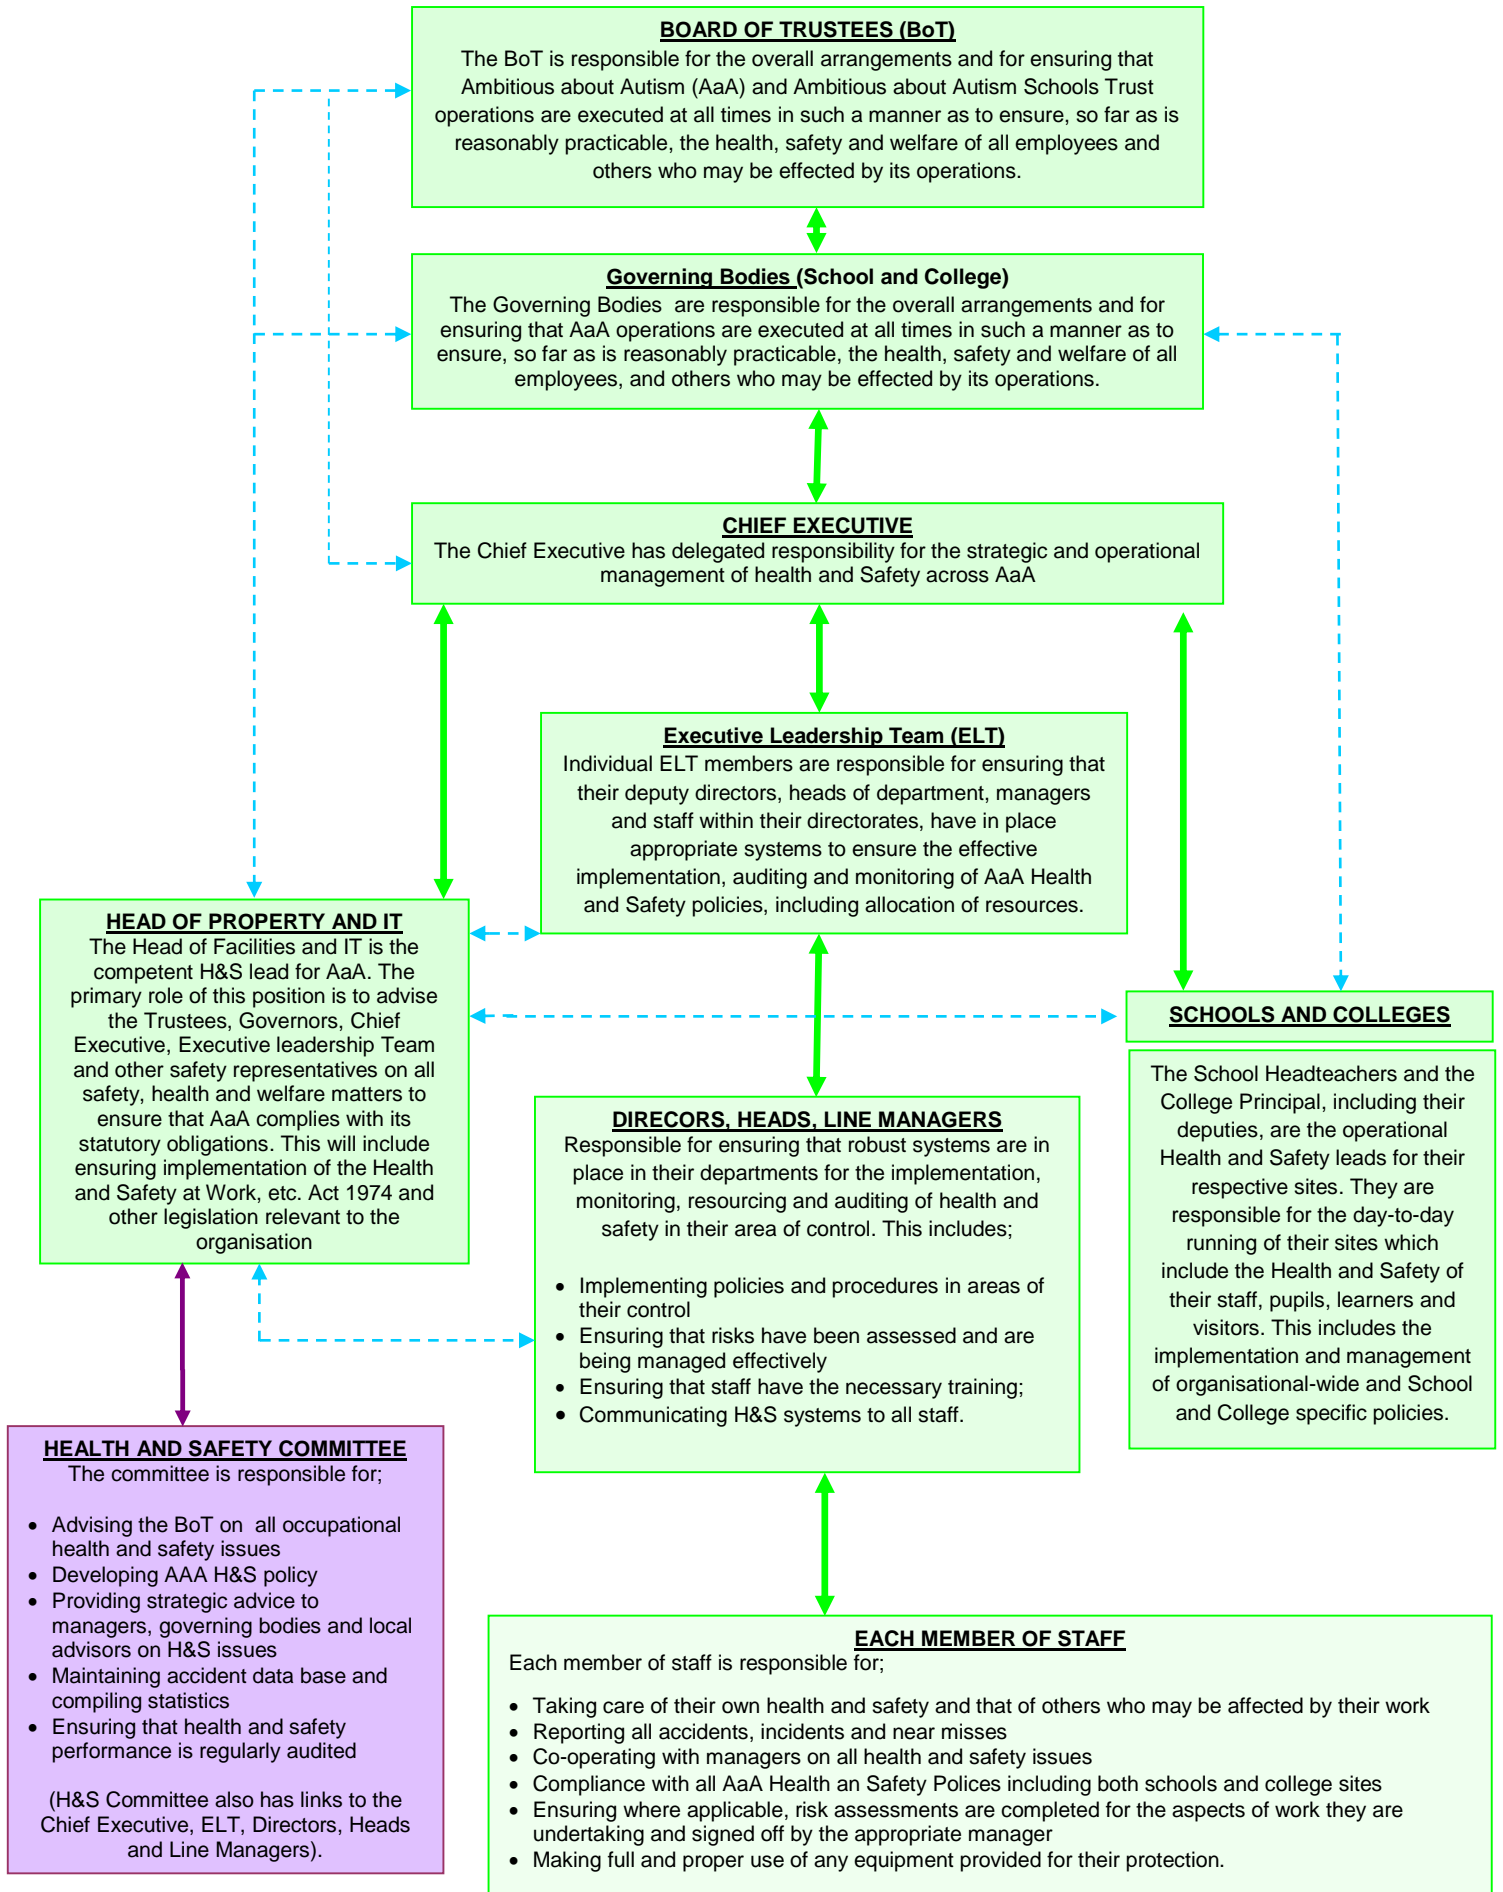 BOARD OF TRUSTEES (BoT)
The BoT is responsible for the overall arrangements and for ensuring that
Ambitious about Autism (AaA) and Ambitious about Autism Schools Trust
operations are executed at all times in such a manner as to ensure, so far as is
reasonably practicable, the health, safety and welfare of all employees and
others who may be effected by its operations.
Governing Bodies (School and College)
The Governing Bodies are responsible for the overall arrangements and for
ensuring that AaA operations are executed at all times in such a manner as to
ensure, so far as is reasonably practicable, the health, safety and welfare of all
employees, and others who may be effected by its operations.
CHIEF EXECUTIVE
The Chief Executive has delegated responsibility for the strategic and operational
management of health and Safety across AaA
Executive Leadership Team (ELT)
Individual ELT members are responsible for ensuring that
their deputy directors, heads of department, managers
and staff within their directorates, have in place
appropriate systems to ensure the effective
implementation, auditing and monitoring of AaA Health
and Safety policies, including allocation of resources.
HEAD OF PROPERTY AND IT
The Head of Facilities and IT is the
competent H&S lead for AaA. The
primary role of this position is to advise
the Trustees, Governors, Chief
Executive, Executive leadership Team
and other safety representatives on all
safety, health and welfare matters to
ensure that AaA complies with its
statutory obligations. This will include
ensuring implementation of the Health
and Safety at Work, etc. Act 1974 and
other legislation relevant to the
organisation
SCHOOLS AND COLLEGES
The School Headteachers and the
College Principal, including their
deputies, are the operational
Health and Safety leads for their
respective sites. They are
responsible for the day-to-day
running of their sites which
include the Health and Safety of
their staff, pupils, learners and
visitors. This includes the
implementation and management
of organisational-wide and School
and College specific policies.
DIRECORS, HEADS, LINE MANAGERS
Responsible for ensuring that robust systems are in
place in their departments for the implementation,
monitoring, resourcing and auditing of health and
safety in their area of control. This includes;
• Implementing policies and procedures in areas of
their control
• Ensuring that risks have been assessed and are
being managed effectively
• Ensuring that staff have the necessary training;
• Communicating H&S systems to all staff.
HEALTH AND SAFETY COMMITTEE
The committee is responsible for;
• Advising the BoT on all occupational
health and safety issues
• Developing AAA H&S policy
• Providing strategic advice to
managers, governing bodies and local
advisors on H&S issues
• Maintaining accident data base and
compiling statistics
• Ensuring that health and safety
performance is regularly audited
(H&S Committee also has links to the
Chief Executive, ELT, Directors, Heads
and Line Managers).
EACH MEMBER OF STAFF
Each member of staff is responsible for;
• Taking care of their own health and safety and that of others who may be affected by their work
• Reporting all accidents, incidents and near misses
• Co-operating with managers on all health and safety issues
• Compliance with all AaA Health an Safety Polices including both schools and college sites
• Ensuring where applicable, risk assessments are completed for the aspects of work they are
undertaking and signed off by the appropriate manager
• Making full and proper use of any equipment provided for their protection.